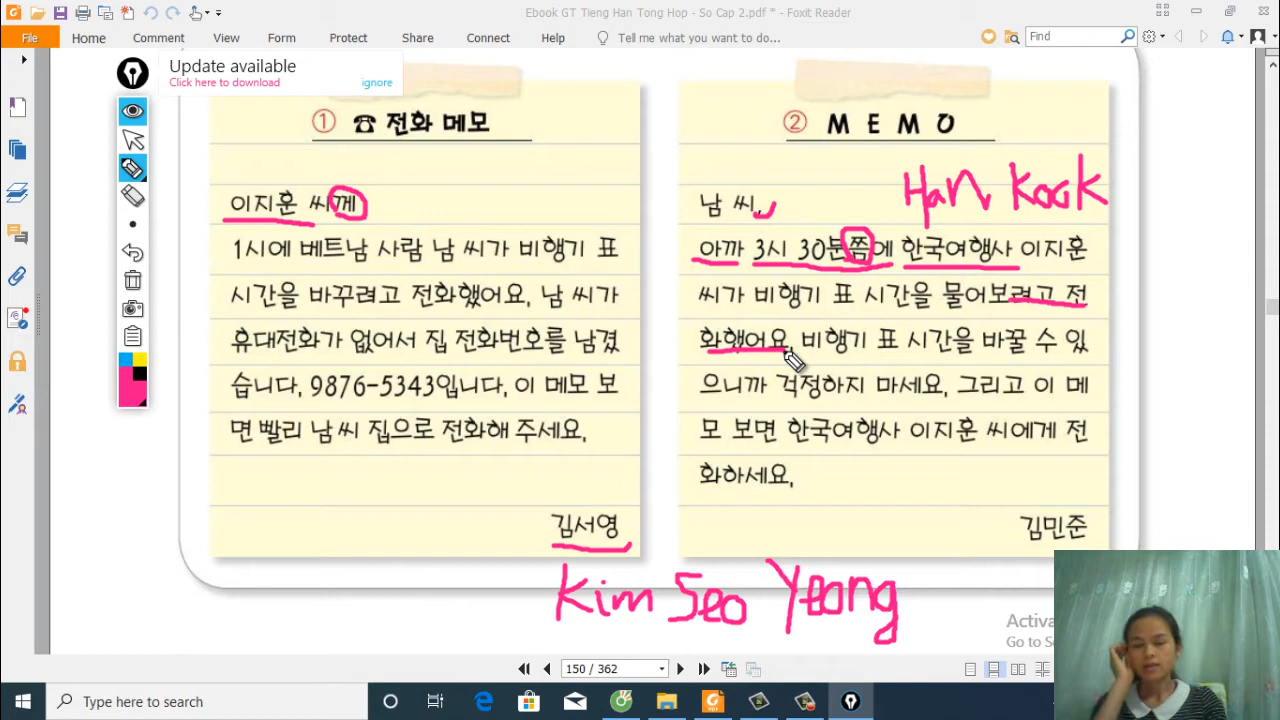 Ebook GT Tieng Han Tong Hop - So Cap 2.pdf * - Foxit Reader
File Home Comment View Form Protect Share Connect Help Tell me what you want to do... Find
Update available
Click here to download ignore
① ☎ 전화 메모
이지훈 씨께
1시에 베트남 사람 남 씨가 비행기 표
시간을 바꾸려고 전화했어요. 남 씨가
휴대전화가 없어서 집 전화번호를 남겼
습니다. 9876-5343입니다. 이 메모 보
면 빨리 남 씨 집으로 전화해 주세요.
김서영
Kim Seo Yeong
② MEMO
Han Kook
남 씨,
아까 3시 30분쯤에 한국여행사 이지훈
씨가 비행기 표 시간을 물어보려고 전
화했어요. 비행기 표 시간을 바꿀 수 있
으니까 걱정하지 마세요. 그리고 이 메
모 보면 한국여행사 이지훈 씨에게 전
화하세요.
김민준
Activa
Go to Se
150 / 362
Type here to search